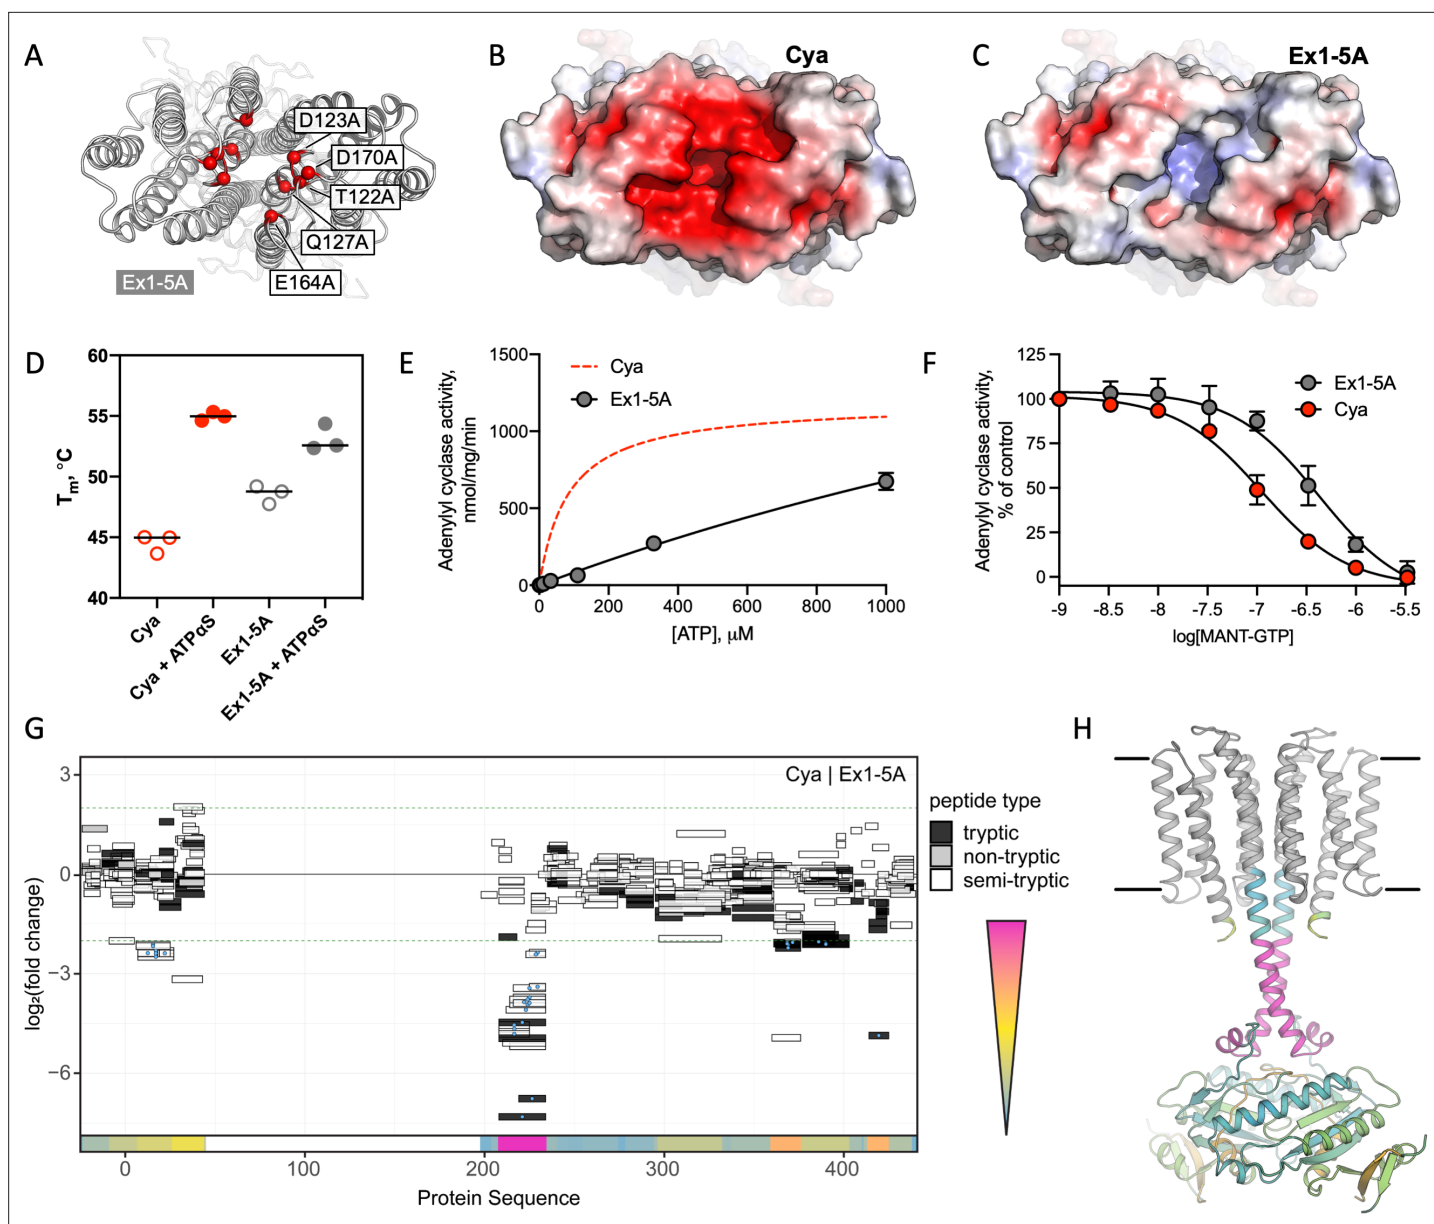 A
D123A
D170A
T122A
Q127A
E164A
Ex1-5A
B
Cya
C
Ex1-5A
D
Tm, °C
60
55
50
45
40
Cya
Cya + ATPαS
Ex1-5A
Ex1-5A + ATPαS
E
Adenylyl cyclase activity,
nmol/mg/min
1500
1000
500
0
Cya
Ex1-5A
0
200
400
600
800
1000
[ATP], μM
F
Adenylyl cyclase activity,
% of control
125
100
75
50
25
0
Ex1-5A
Cya
-9
-8.5
-8
-7.5
-7
-6.5
-6
-5.5
log[MANT-GTP]
G
Cya | Ex1-5A
log₂(fold change)
3
0
−3
−6
0
100
200
300
400
Protein Sequence
peptide type
tryptic
non-tryptic
semi-tryptic
H